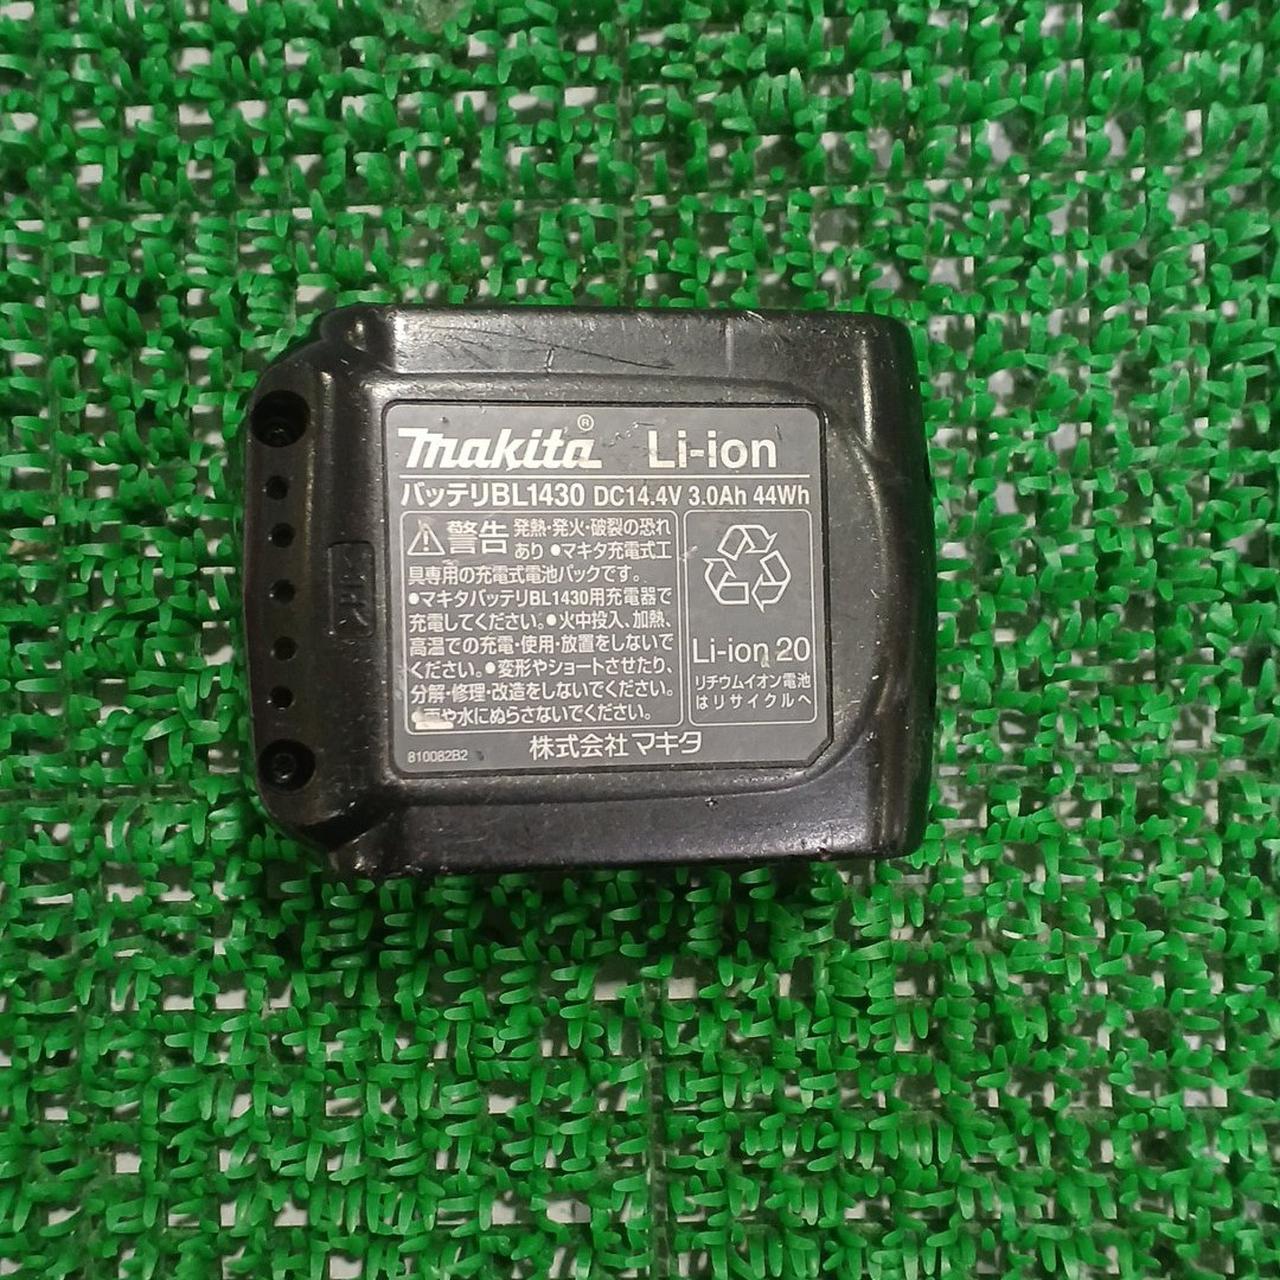 makita® Li-ion
バッテリBL1430 DC14.4V 3.0Ah 44Wh
警告 発熱・発火・破裂の恐れ
あり ●マキタ充電式工
具専用の充電式電池パックです。
●マキタバッテリBL1430用充電器で
充電してください。●火中投入、加熱、
高温での充電・使用・放置をしないで
ください。●変形やショートさせたり、
分解・修理・改造をしないでください。
●や水にぬらさないでください。
Li-ion 20
リチウムイオン電池
はリサイクルへ
810082B2
株式会社マキタ